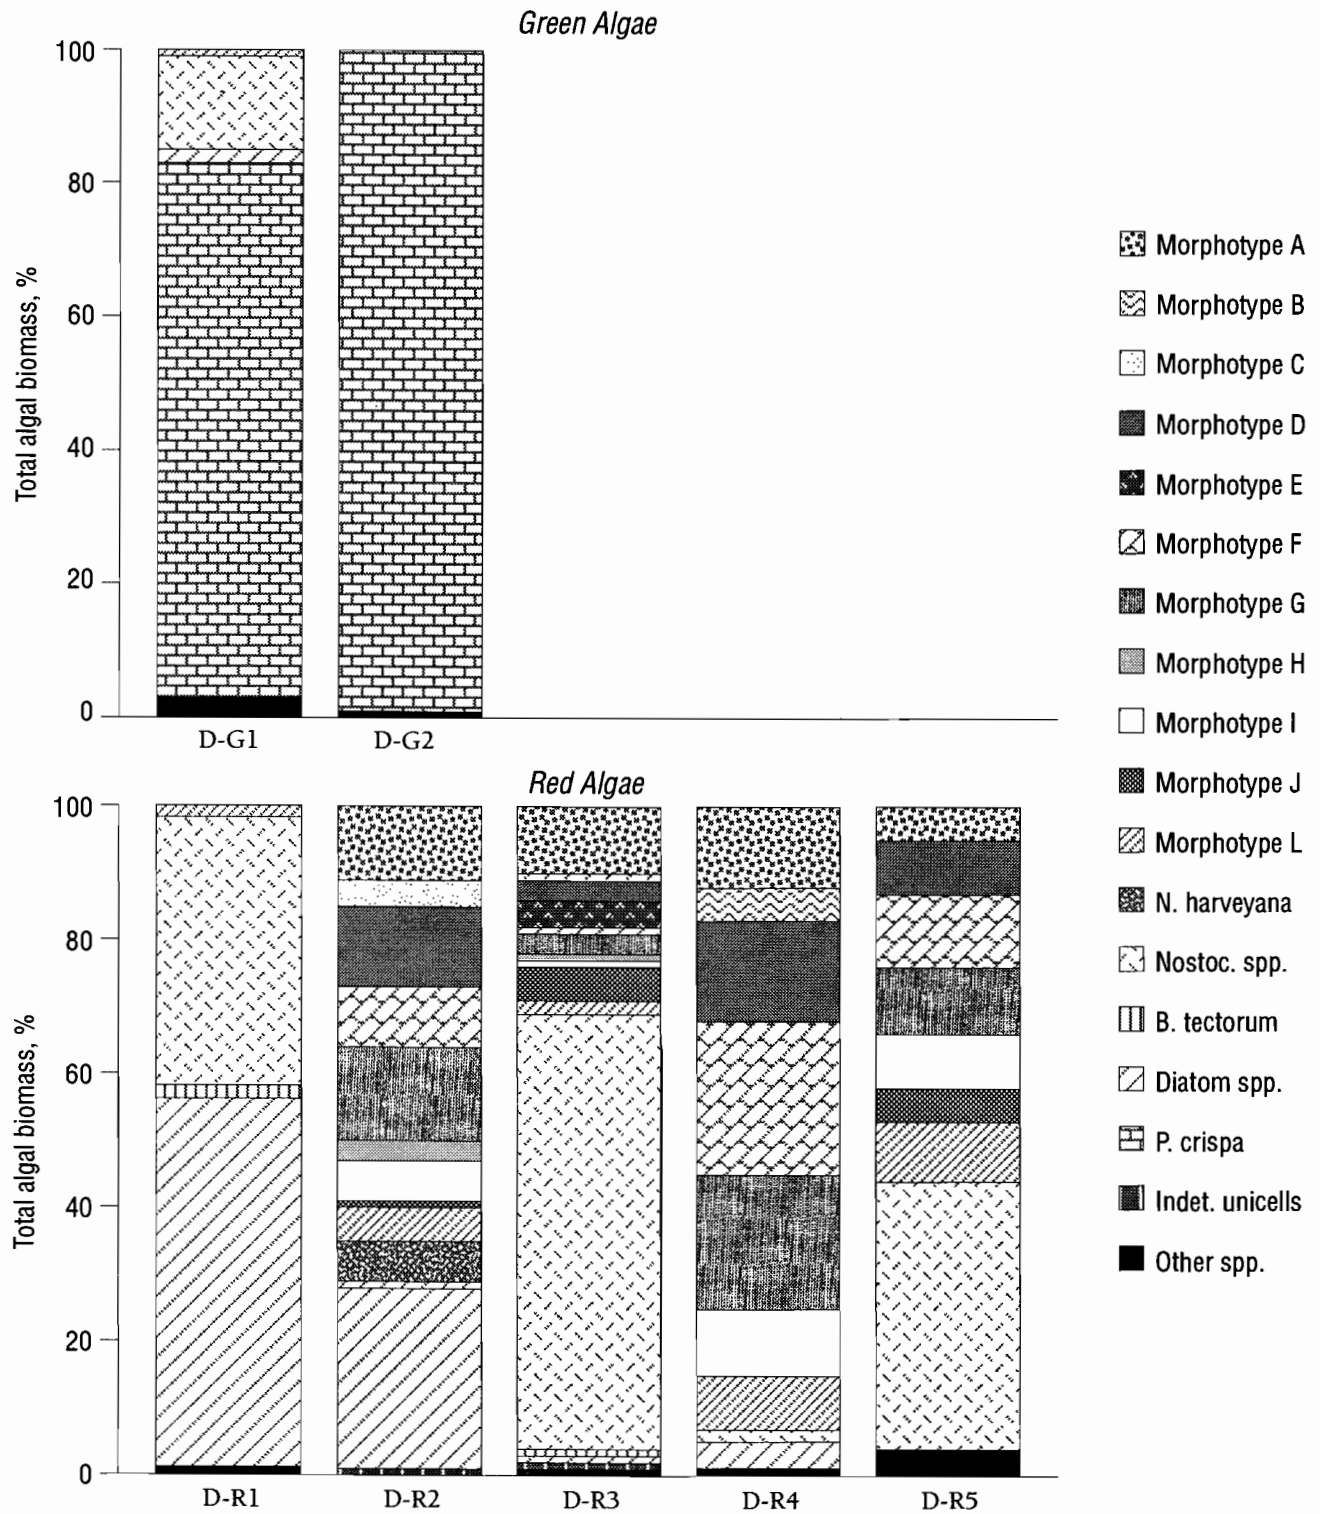 Green Algae
100
80
60
40
20
0
Total algal biomass, %
D-G1 D-G2
Red Algae
100
80
60
40
20
0
Total algal biomass, %
D-R1 D-R2 D-R3 D-R4 D-R5
Morphotype A
Morphotype B
Morphotype C
Morphotype D
Morphotype E
Morphotype F
Morphotype G
Morphotype H
Morphotype I
Morphotype J
Morphotype L
N. harveyana
Nostoc. spp.
B. tectorum
Diatom spp.
P. crispa
Indet. unicells
Other spp.